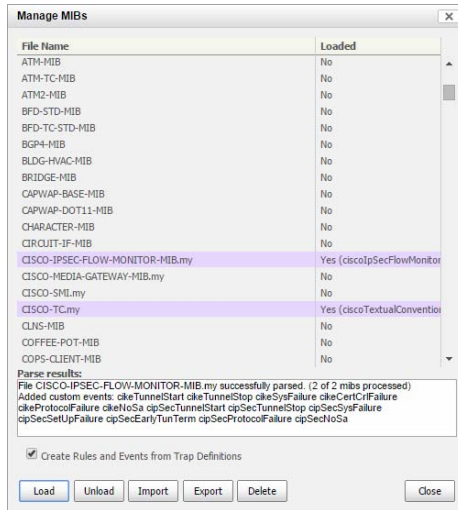 Manage MIBs
File Name Loaded
ATM-MIB No
ATM-TC-MIB No
ATM2-MIB No
BFD-STD-MIB No
BFD-TC-STD-MIB No
BGP4-MIB No
BLDG-HVAC-MIB No
BRIDGE-MIB No
CAPWAP-BASE-MIB No
CAPWAP-DOT11-MIB No
CHARACTER-MIB No
CIRCUIT-IF-MIB No
CISCO-IPSEC-FLOW-MONITOR-MIB.my Yes (ciscoIpSecFlowMonitor
CISCO-MEDIA-GATEWAY-MIB.my No
CISCO-SMI.my No
CISCO-TC.my Yes (ciscoTextualConvention
CLNS-MIB No
COFFEE-POT-MIB No
COPS-CLIENT-MIB No
Parse results:
File CISCO-IPSEC-FLOW-MONITOR-MIB.my successfully parsed. (2 of 2 mibs processed)
Added custom events: cikeTunnelStart cikeTunnelStop cikeSysFailure cikeCertCrlFailure
cikeProtocolFailure cikeNoSa cipSecTunnelStart cipSecTunnelStop cipSecSysFailure
cipSecSetUpFailure cipSecEarlyTunTerm cipSecProtocolFailure cipSecNoSa
Create Rules and Events from Trap Definitions
Load Unload Import Export Delete Close